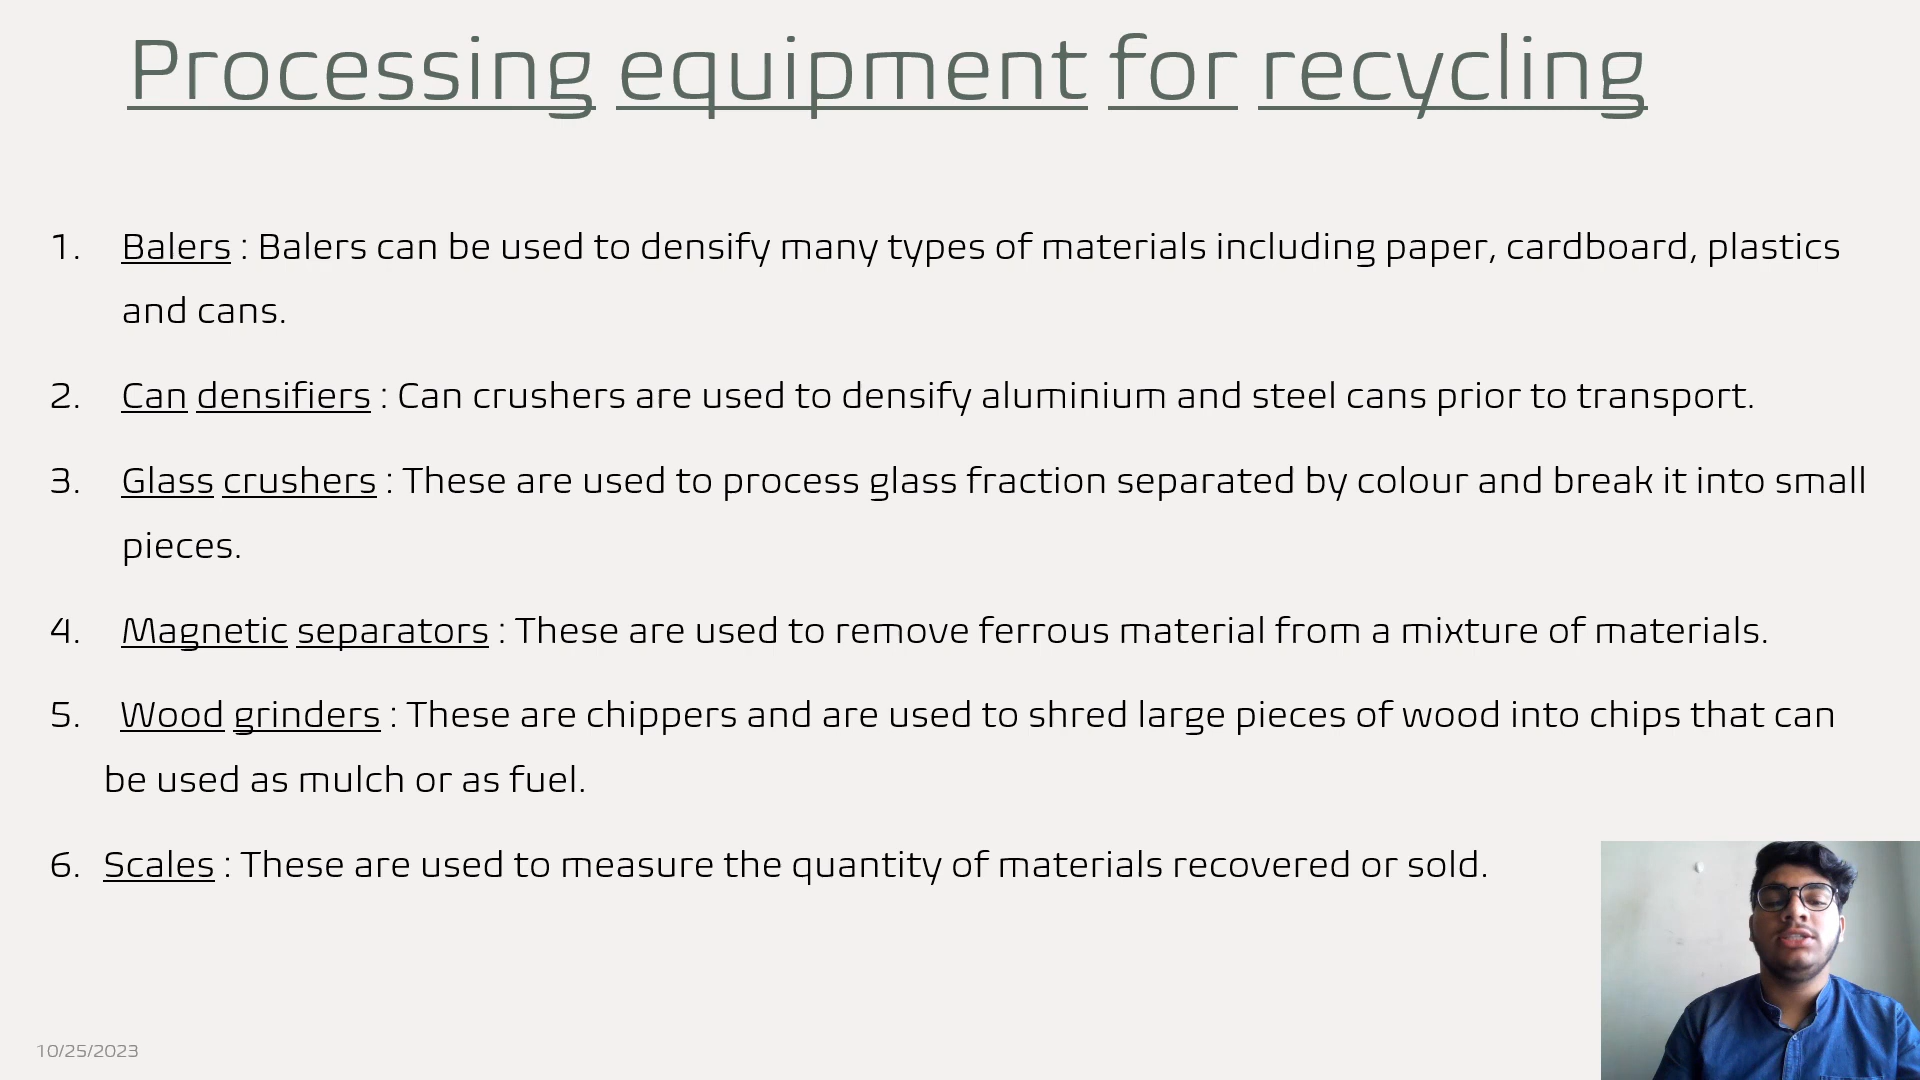 Processing equipment for recycling
1. Balers : Balers can be used to densify many types of materials including paper, cardboard, plastics
and cans.
2. Can densifiers : Can crushers are used to densify aluminium and steel cans prior to transport.
3. Glass crushers : These are used to process glass fraction separated by colour and break it into small
pieces.
4. Magnetic separators : These are used to remove ferrous material from a mixture of materials.
5. Wood grinders : These are chippers and are used to shred large pieces of wood into chips that can
be used as mulch or as fuel.
6. Scales : These are used to measure the quantity of materials recovered or sold.
10/25/2023